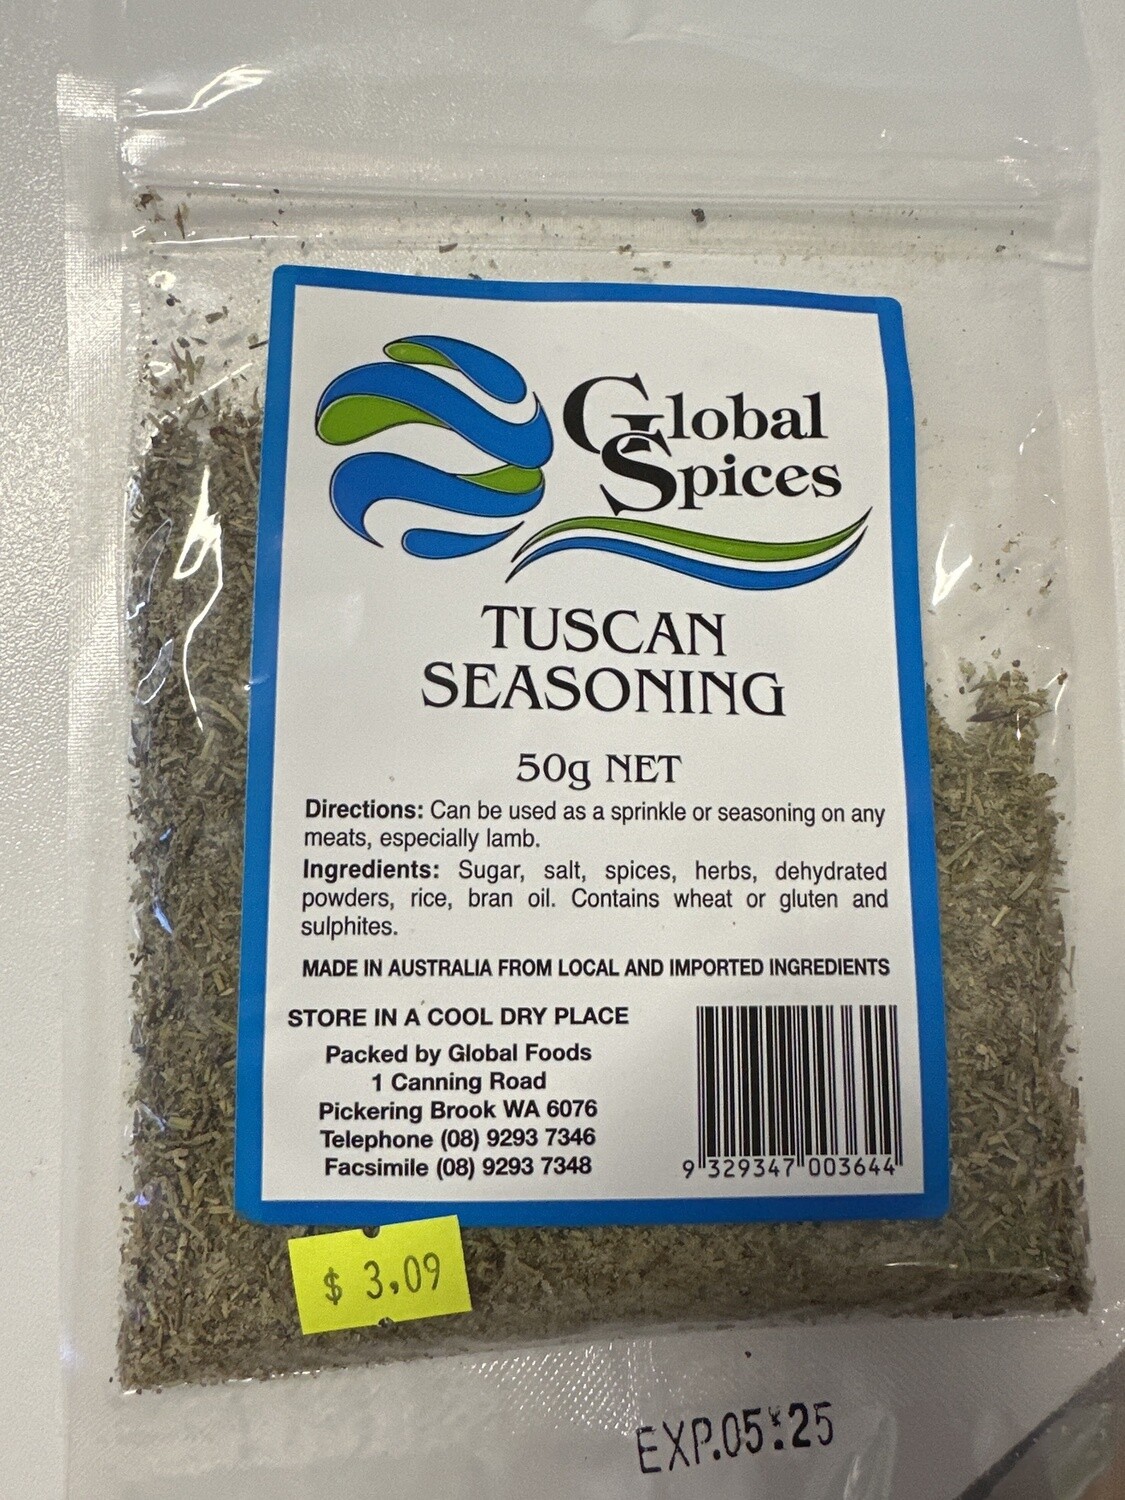 Global
Spices
TUSCAN
SEASONING
50g NET
Directions: Can be used as a sprinkle or seasoning on any
meats, especially lamb.
Ingredients: Sugar, salt, spices, herbs, dehydrated
powders, rice, bran oil. Contains wheat or gluten and
sulphites.
MADE IN AUSTRALIA FROM LOCAL AND IMPORTED INGREDIENTS
STORE IN A COOL DRY PLACE
Packed by Global Foods
1 Canning Road
Pickering Brook WA 6076
Telephone (08) 9293 7346
Facsimile (08) 9293 7348
9 329347 003644
$ 3.09
EXP.05:25